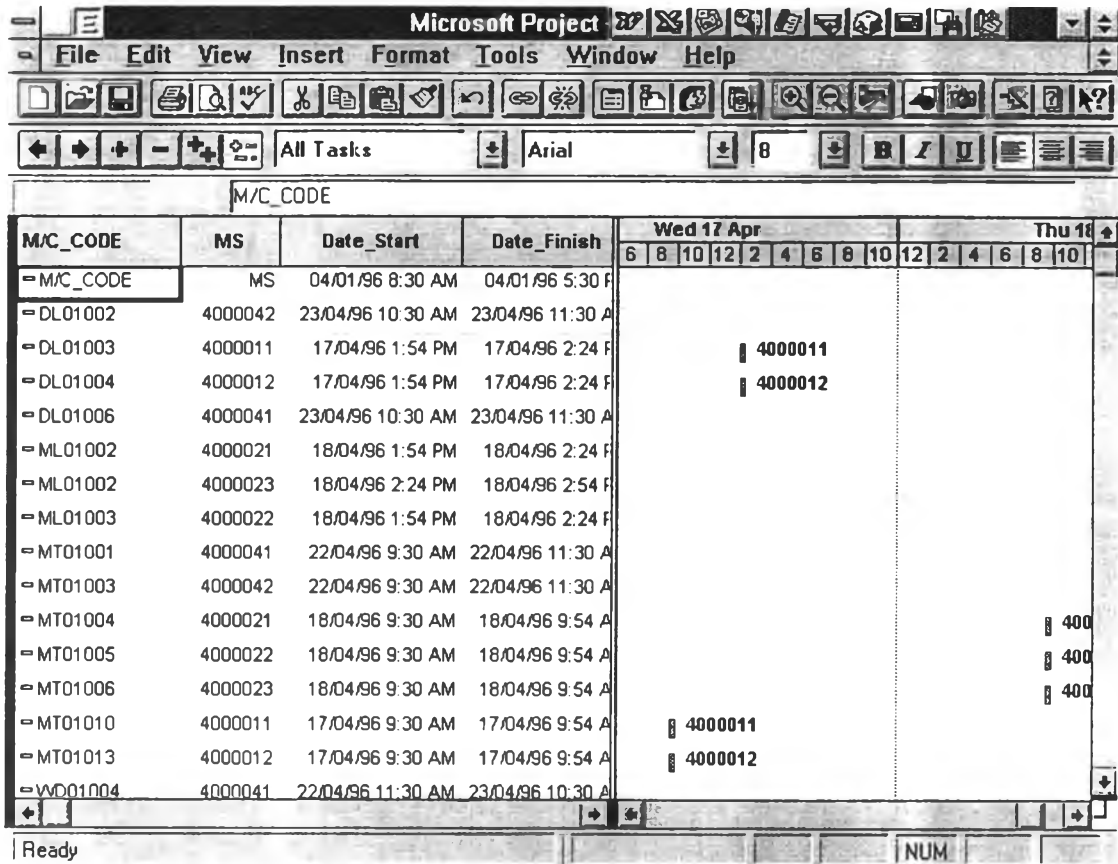 Microsoft Project
File Edit View Insert Format Tools Window Help
All Tasks Arial 8 B I U
M/C_CODE
M/C_CODE MS Date_Start Date_Finish Wed 17 Apr Thu 18
6 8 10 12 2 4 6 8 10 12 2 4 6 8 10
M/C_CODE MS 04/01/96 8:30 AM 04/01/96 5:30 P
DL01002 4000042 23/04/96 10:30 AM 23/04/96 11:30 A
DL01003 4000011 17/04/96 1:54 PM 17/04/96 2:24 P 4000011
DL01004 4000012 17/04/96 1:54 PM 17/04/96 2:24 P 4000012
DL01006 4000041 23/04/96 10:30 AM 23/04/96 11:30 A
ML01002 4000021 18/04/96 1:54 PM 18/04/96 2:24 P
ML01002 4000023 18/04/96 2:24 PM 18/04/96 2:54 P
ML01003 4000022 18/04/96 1:54 PM 18/04/96 2:24 P
MT01001 4000041 22/04/96 9:30 AM 22/04/96 11:30 A
MT01003 4000042 22/04/96 9:30 AM 22/04/96 11:30 A
MT01004 4000021 18/04/96 9:30 AM 18/04/96 9:54 A 400
MT01005 4000022 18/04/96 9:30 AM 18/04/96 9:54 A 400
MT01006 4000023 18/04/96 9:30 AM 18/04/96 9:54 A 400
MT01010 4000011 17/04/96 9:30 AM 17/04/96 9:54 A 4000011
MT01013 4000012 17/04/96 9:30 AM 17/04/96 9:54 A 4000012
WD01004 4000041 22/04/96 11:30 AM 23/04/96 10:30 A
Ready NUM